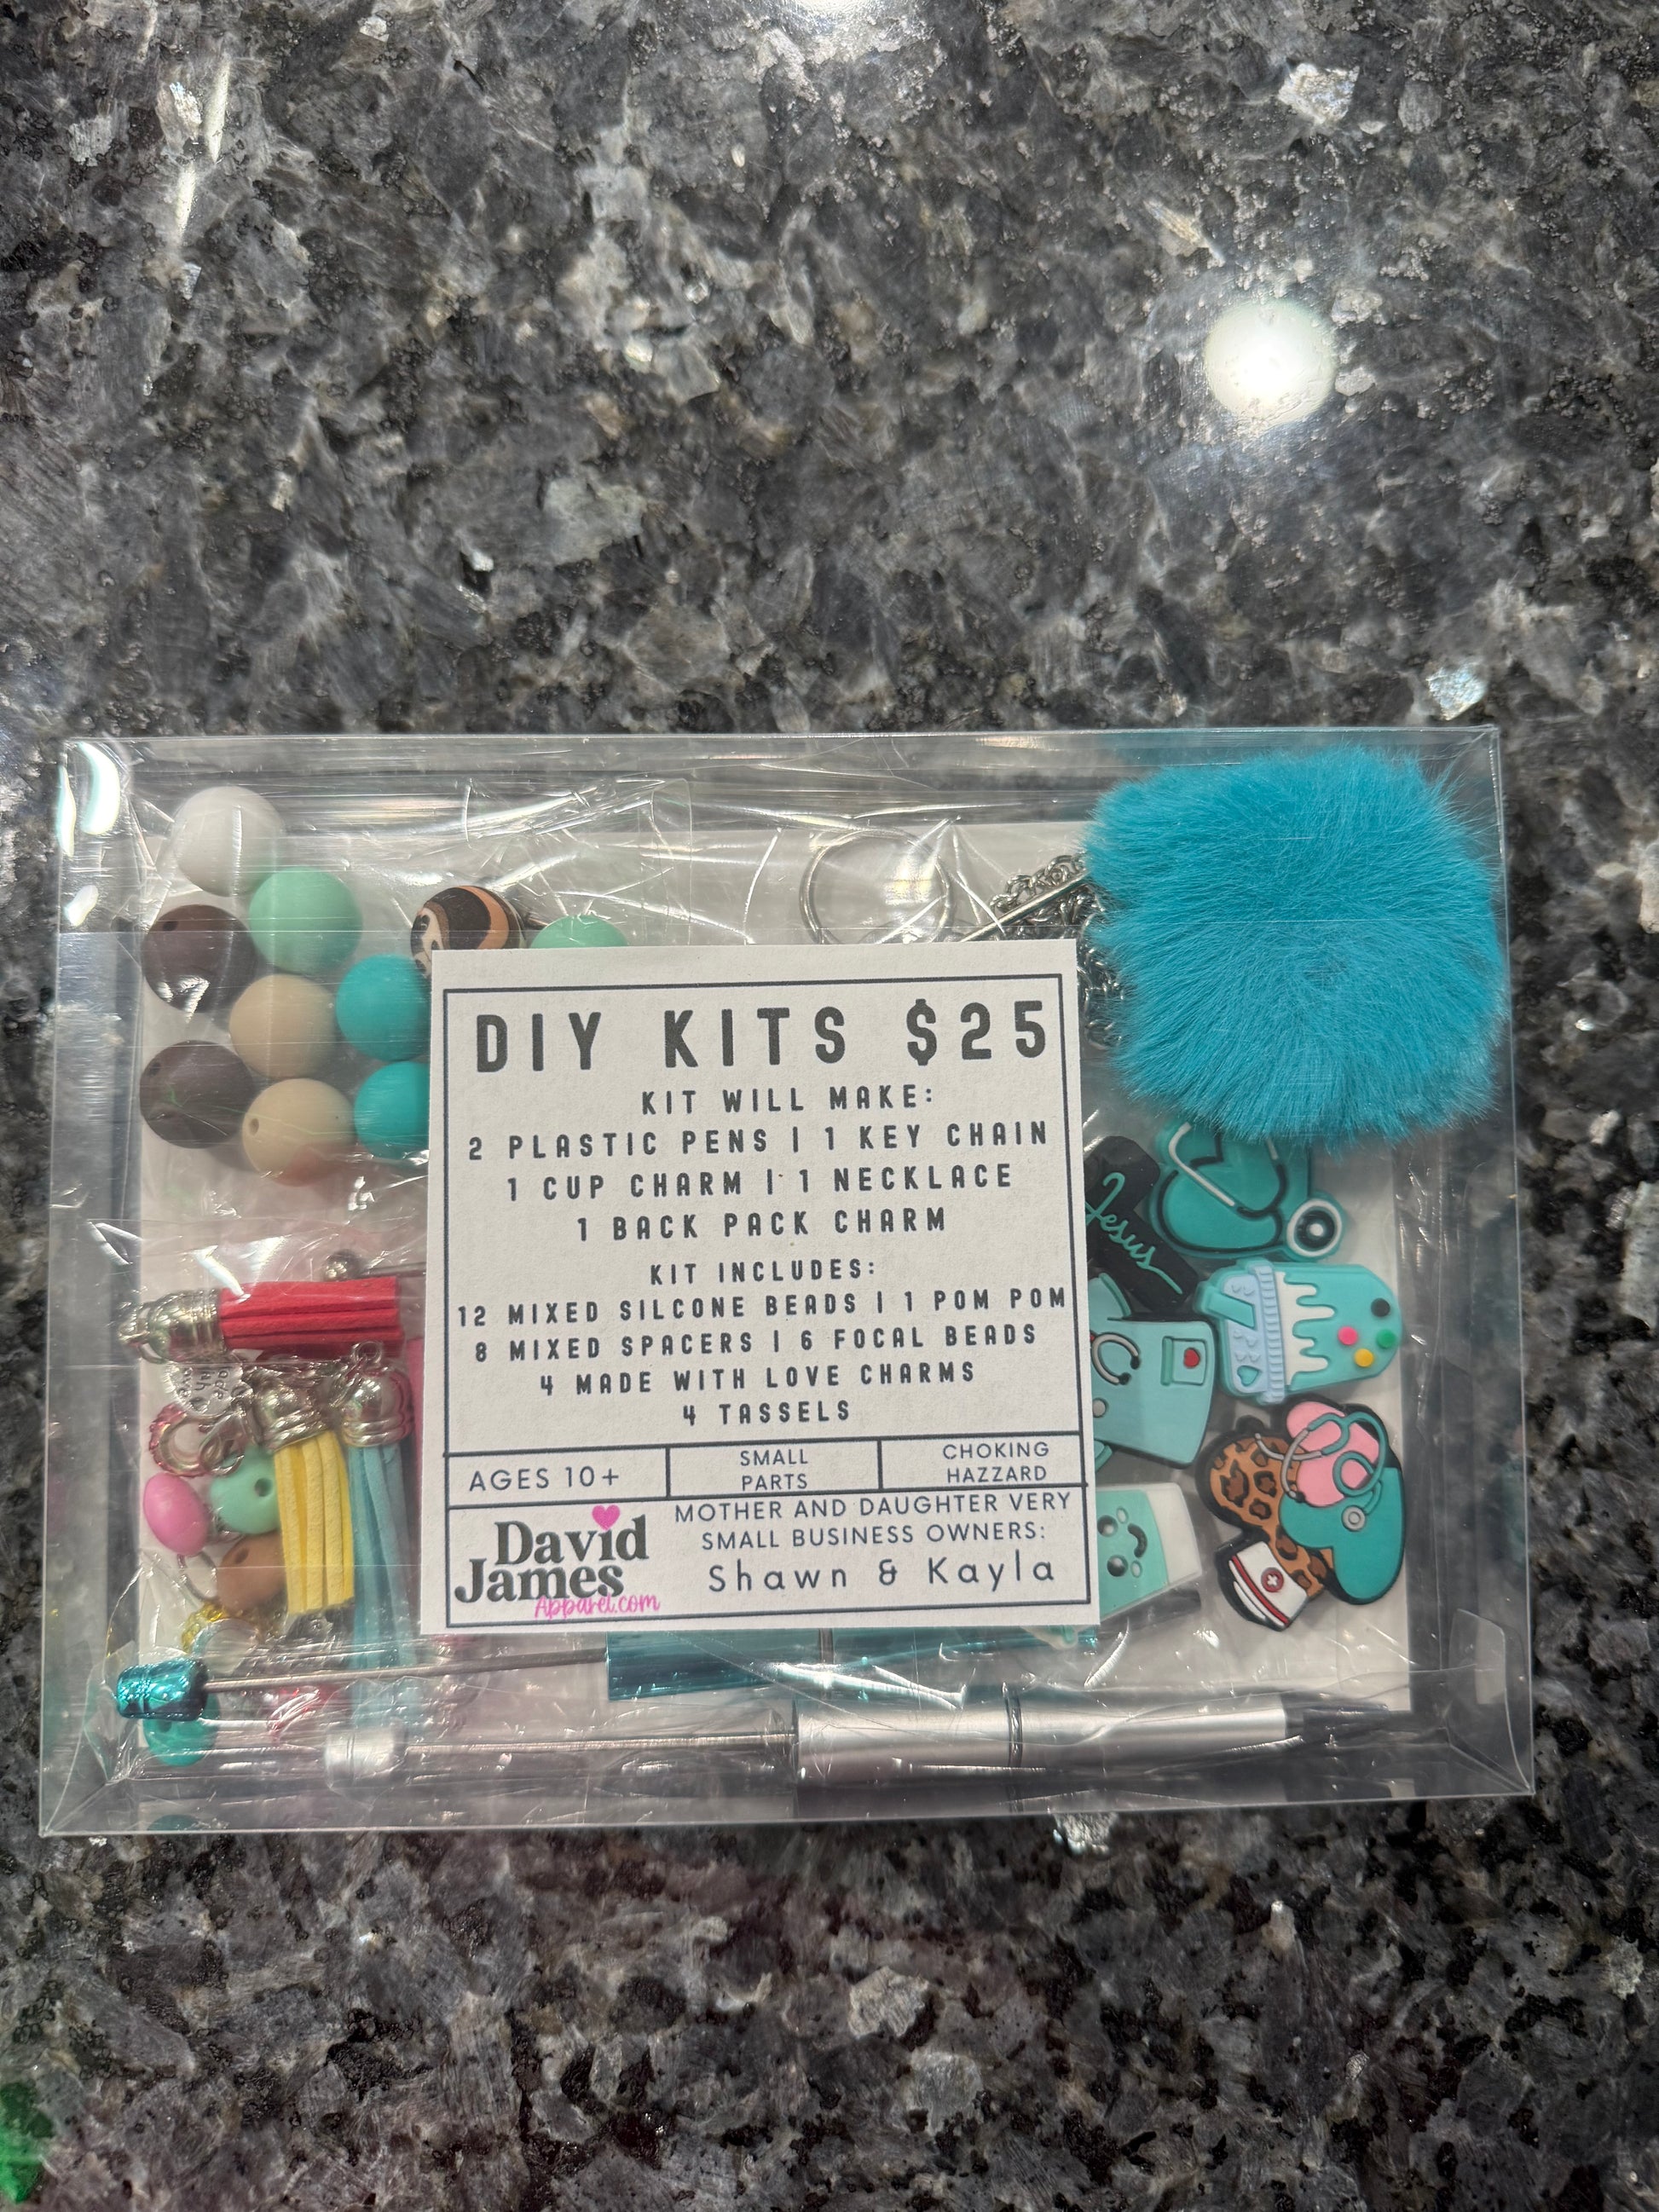 DIY KITS $25
KIT WILL MAKE:
2 PLASTIC PENS | 1 KEY CHAIN
1 CUP CHARM | 1 NECKLACE
1 BACK PACK CHARM
KIT INCLUDES:
12 MIXED SILCONE BEADS | 1 POM POM
8 MIXED SPACERS | 6 FOCAL BEADS
4 MADE WITH LOVE CHARMS
4 TASSELS
AGES 10+
SMALL
PARTS
CHOKING
HAZZARD
David
James
Apparel.com
MOTHER AND DAUGHTER VERY
SMALL BUSINESS OWNERS:
Shawn & Kayla
Jesus